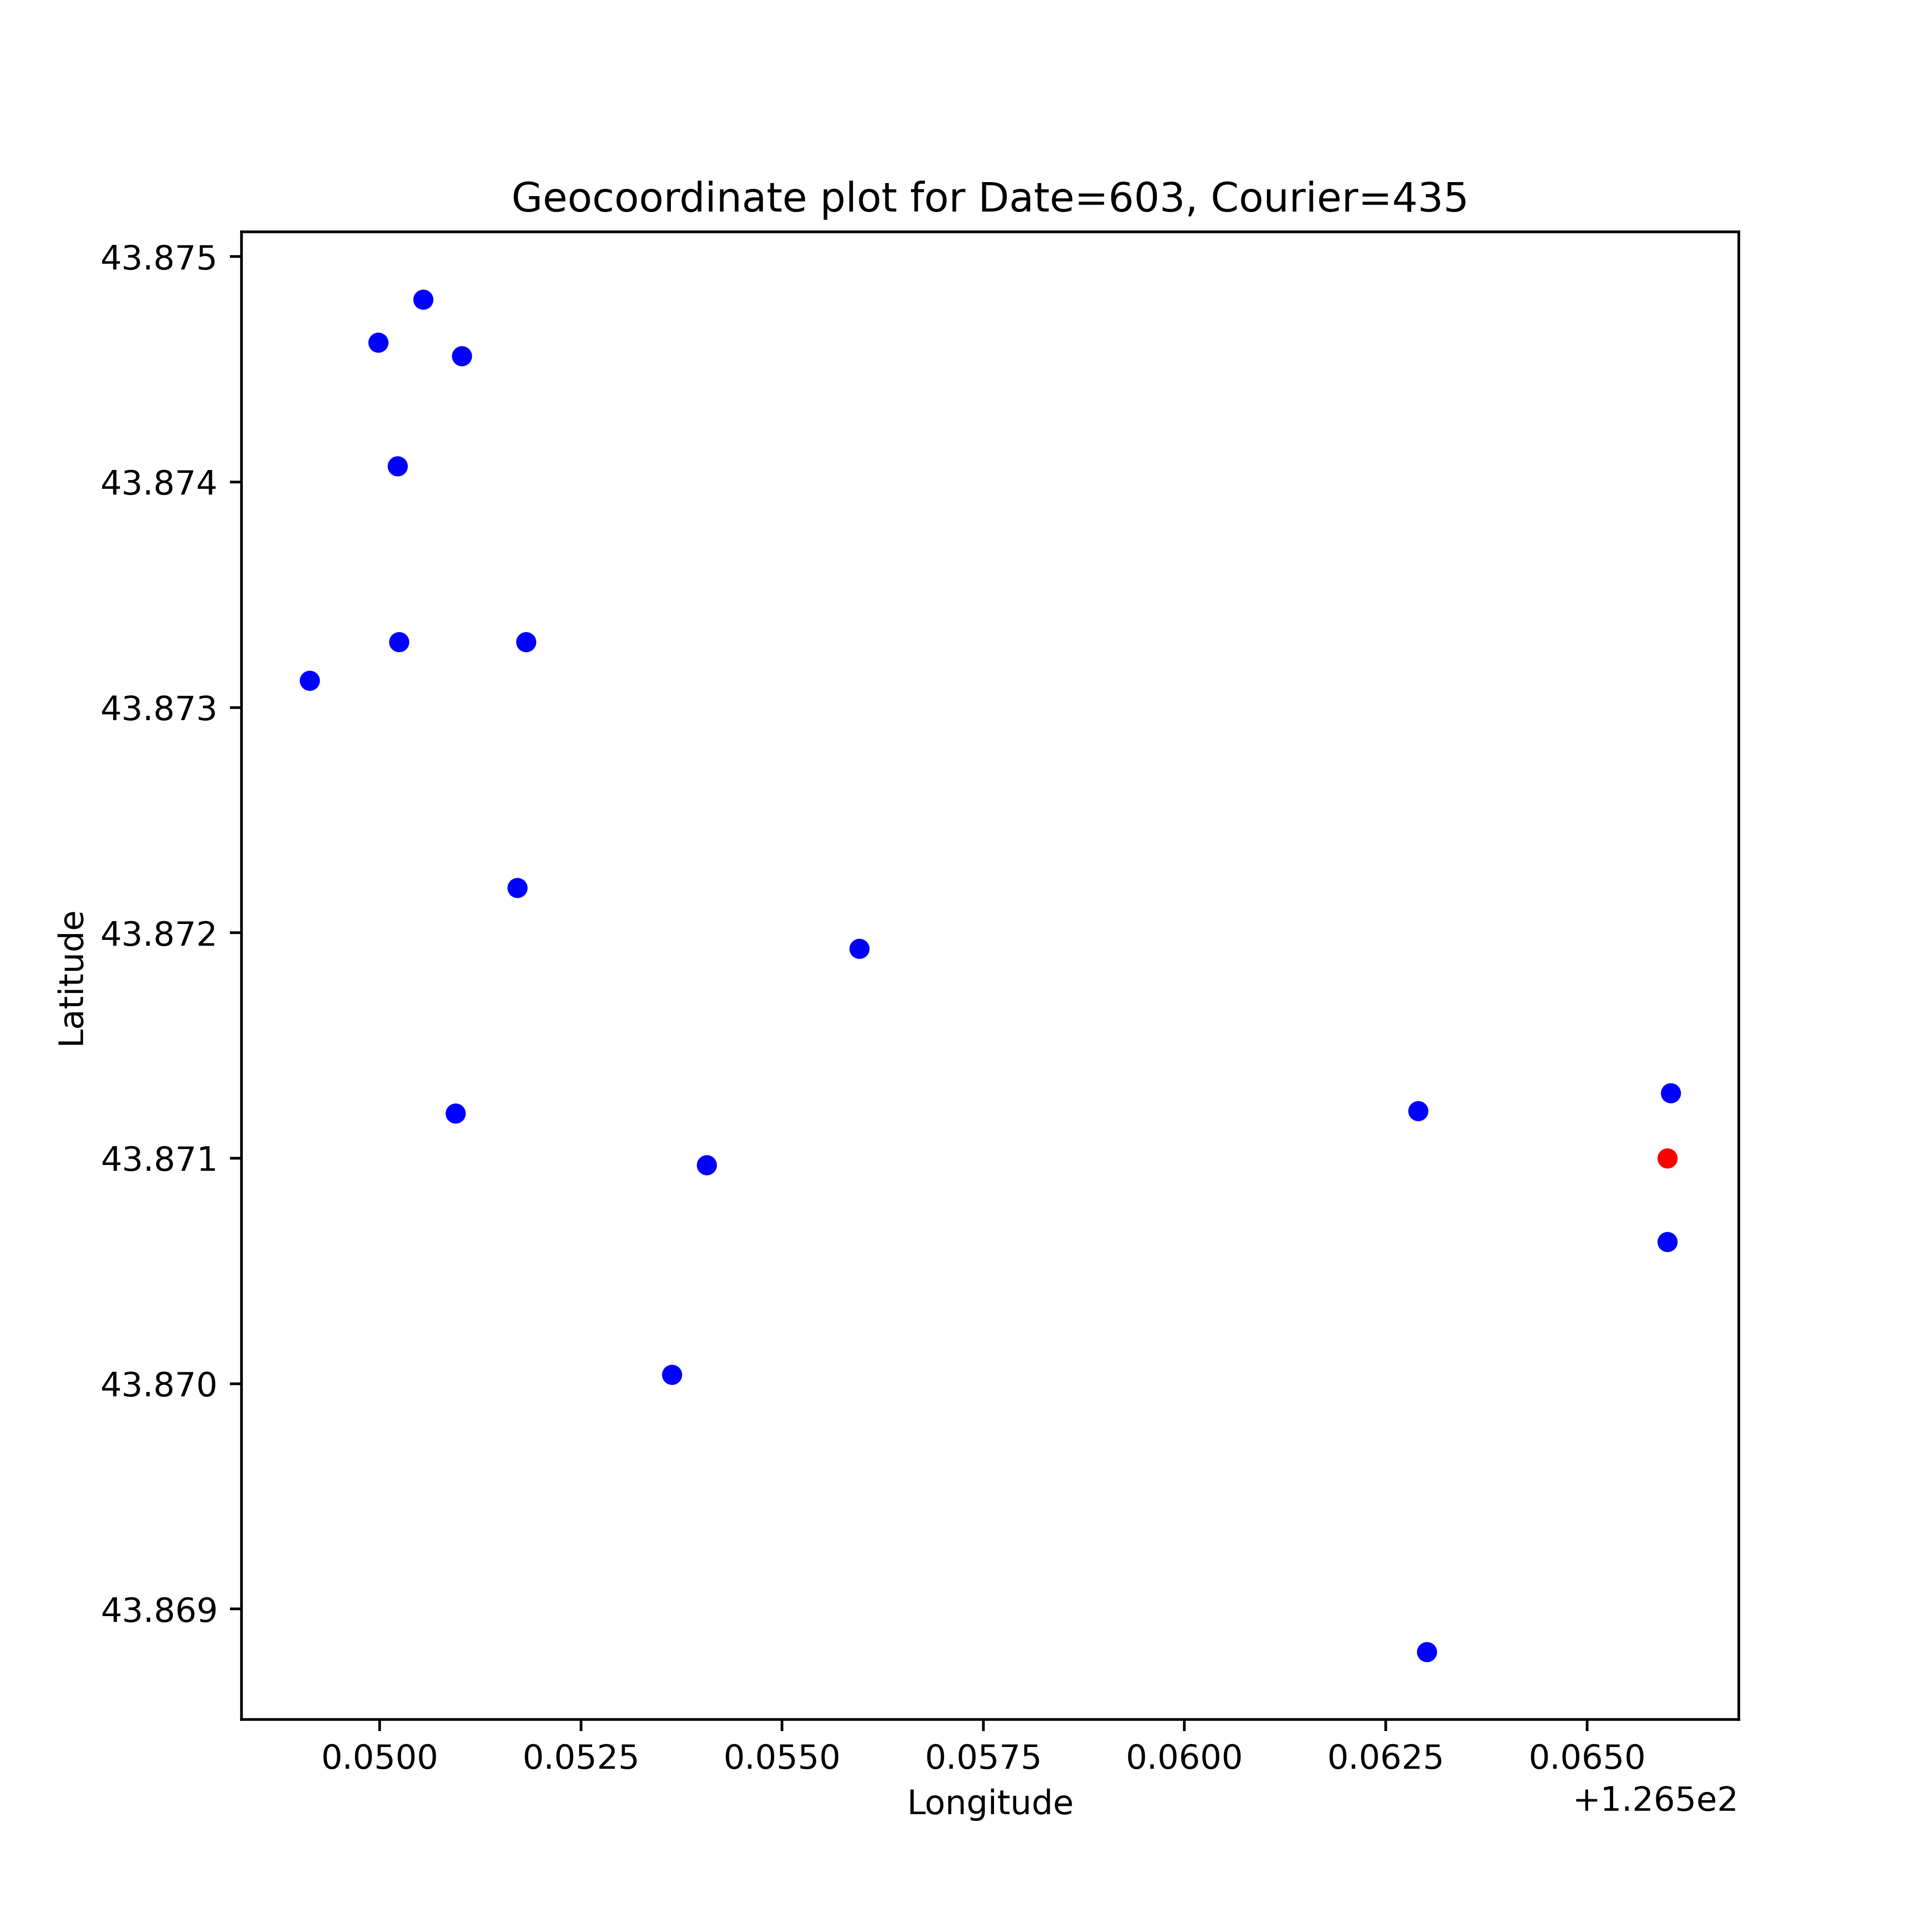 Geocoordinate plot for Date=603, Courier=435
43.875
43.874
43.873
43.872
43.871
43.870
43.869
Latitude
0.0500 0.0525 0.0550 0.0575 0.0600 0.0625 0.0650
+1.265e2
Longitude